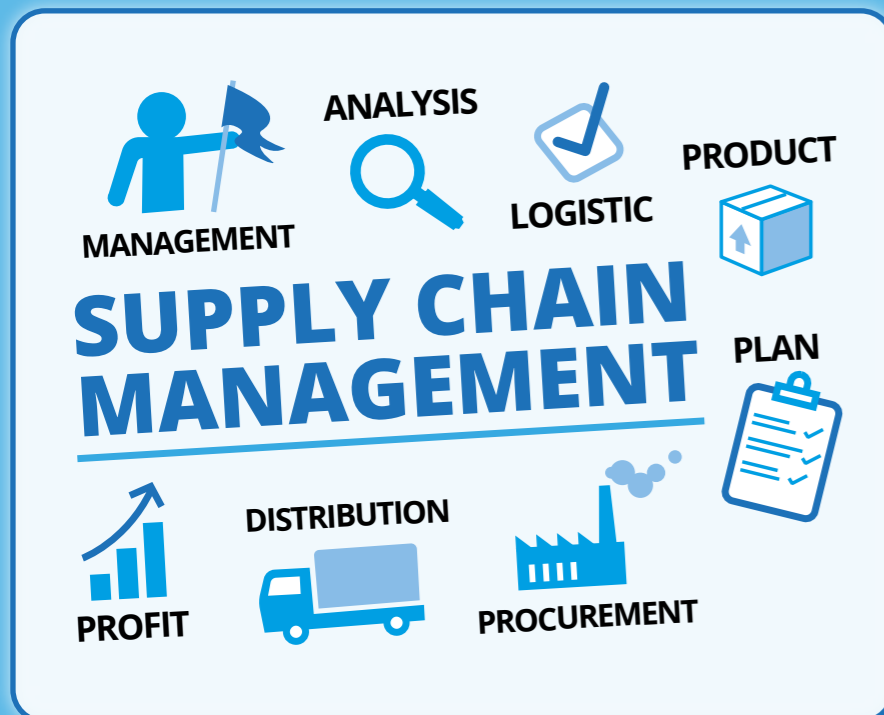 MANAGEMENT
ANALYSIS
LOGISTIC
PRODUCT
SUPPLY CHAIN
MANAGEMENT
PLAN
PROFIT
DISTRIBUTION
PROCUREMENT